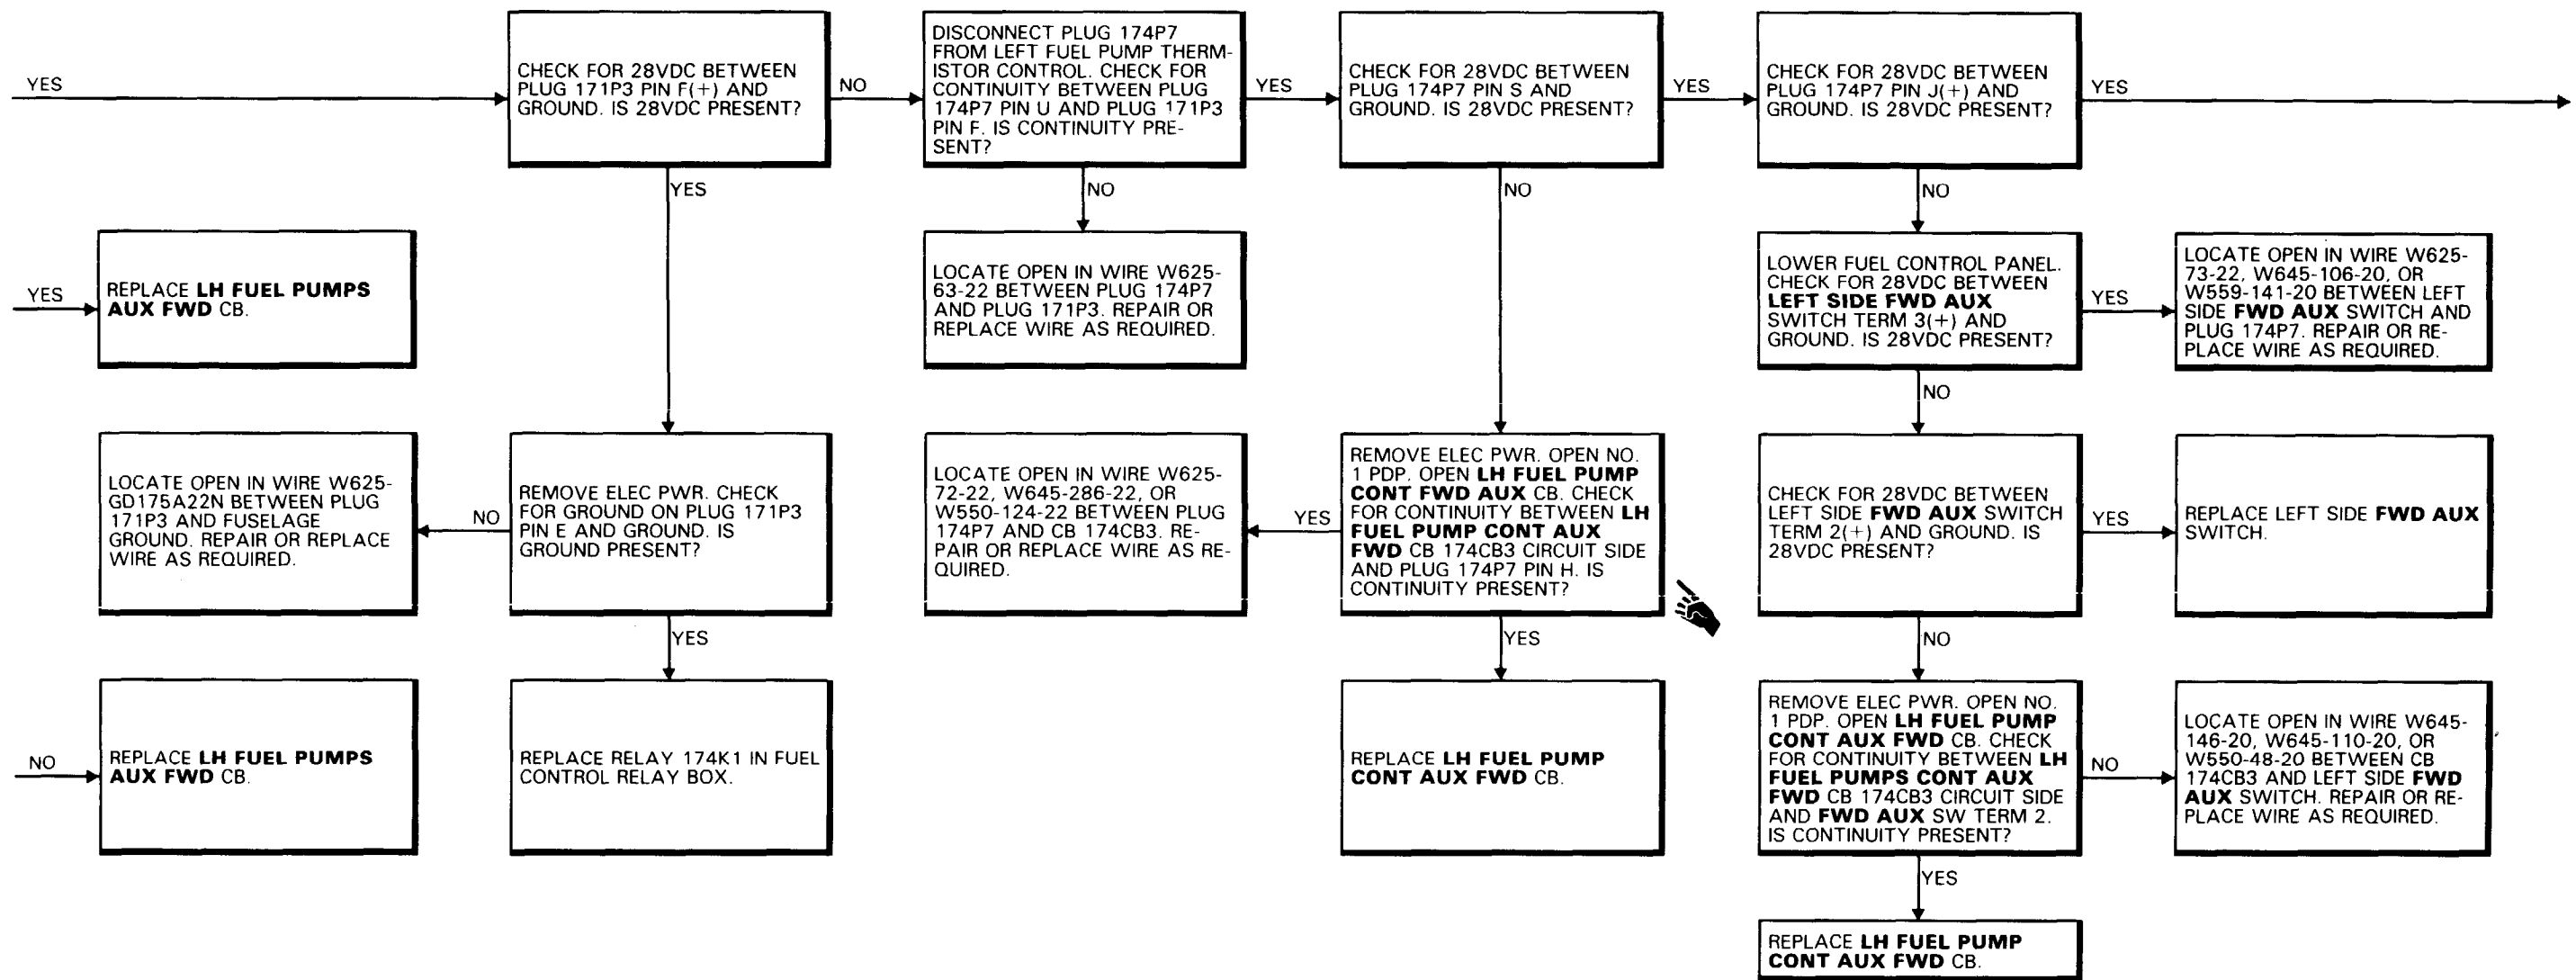 YES
CHECK FOR 28VDC BETWEEN
PLUG 171P3 PIN F(+) AND
GROUND. IS 28VDC PRESENT?
NO
DISCONNECT PLUG 174P7
FROM LEFT FUEL PUMP THERM-
ISTOR CONTROL. CHECK FOR
CONTINUITY BETWEEN PLUG
174P7 PIN U AND PLUG 171P3
PIN F. IS CONTINUITY PRE-
SENT?
YES
CHECK FOR 28VDC BETWEEN
PLUG 174P7 PIN S AND
GROUND. IS 28VDC PRESENT?
YES
CHECK FOR 28VDC BETWEEN
PLUG 174P7 PIN J(+) AND
GROUND. IS 28VDC PRESENT?
YES
YES
NO
NO
NO
YES
REPLACE LH FUEL PUMPS
AUX FWD CB.
LOCATE OPEN IN WIRE W625-
63-22 BETWEEN PLUG 174P7
AND PLUG 171P3. REPAIR OR
REPLACE WIRE AS REQUIRED.
LOWER FUEL CONTROL PANEL.
CHECK FOR 28VDC BETWEEN
LEFT SIDE FWD AUX
SWITCH TERM 3(+) AND
GROUND. IS 28VDC PRESENT?
YES
LOCATE OPEN IN WIRE W625-
73-22, W645-106-20, OR
W559-141-20 BETWEEN LEFT
SIDE FWD AUX SWITCH AND
PLUG 174P7. REPAIR OR RE-
PLACE WIRE AS REQUIRED.
NO
LOCATE OPEN IN WIRE W625-
GD175A22N BETWEEN PLUG
171P3 AND FUSELAGE
GROUND. REPAIR OR REPLACE
WIRE AS REQUIRED.
NO
REMOVE ELEC PWR. CHECK
FOR GROUND ON PLUG 171P3
PIN E AND GROUND. IS
GROUND PRESENT?
LOCATE OPEN IN WIRE W625-
72-22, W645-286-22, OR
W550-124-22 BETWEEN PLUG
174P7 AND CB 174CB3. RE-
PAIR OR REPLACE WIRE AS RE-
QUIRED.
YES
REMOVE ELEC PWR. OPEN NO.
1 PDP. OPEN LH FUEL PUMP
CONT FWD AUX CB. CHECK
FOR CONTINUITY BETWEEN LH
FUEL PUMP CONT AUX
FWD CB 174CB3 CIRCUIT SIDE
AND PLUG 174P7 PIN H. IS
CONTINUITY PRESENT?
CHECK FOR 28VDC BETWEEN
LEFT SIDE FWD AUX SWITCH
TERM 2(+) AND GROUND. IS
28VDC PRESENT?
YES
REPLACE LEFT SIDE FWD AUX
SWITCH.
YES
YES
NO
NO
REPLACE LH FUEL PUMPS
AUX FWD CB.
REPLACE RELAY 174K1 IN FUEL
CONTROL RELAY BOX.
REPLACE LH FUEL PUMP
CONT AUX FWD CB.
REMOVE ELEC PWR. OPEN NO.
1 PDP. OPEN LH FUEL PUMP
CONT AUX FWD CB. CHECK
FOR CONTINUITY BETWEEN LH
FUEL PUMPS CONT AUX
FWD CB 174CB3 CIRCUIT SIDE
AND FWD AUX SW TERM 2.
IS CONTINUITY PRESENT?
NO
LOCATE OPEN IN WIRE W645-
146-20, W645-110-20, OR
W550-48-20 BETWEEN CB
174CB3 AND LEFT SIDE FWD
AUX SWITCH. REPAIR OR RE-
PLACE WIRE AS REQUIRED.
YES
REPLACE LH FUEL PUMP
CONT AUX FWD CB.